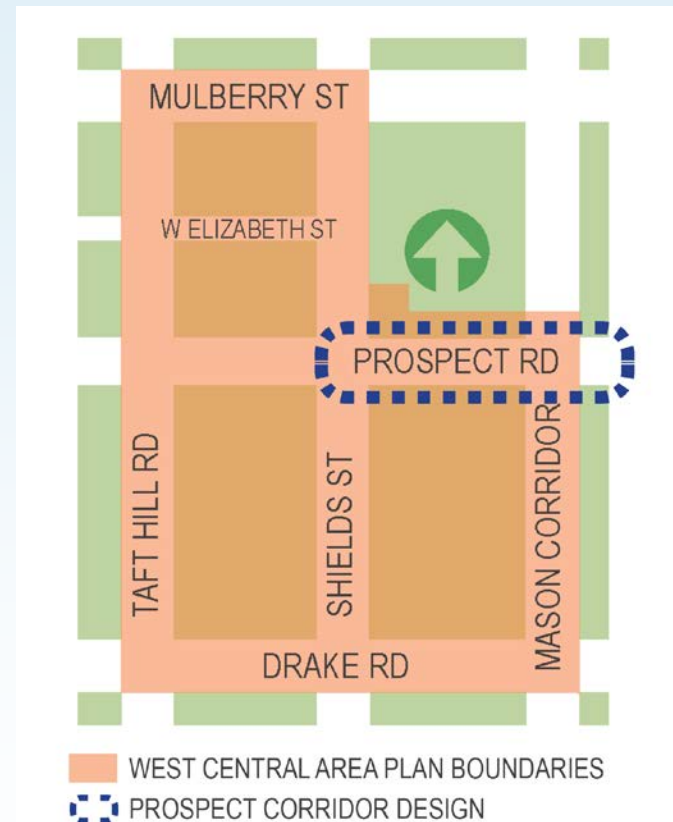 MULBERRY ST
W ELIZABETH ST
PROSPECT RD
TAFT HILL RD
SHIELDS ST
MASON CORRIDOR
DRAKE RD
WEST CENTRAL AREA PLAN BOUNDARIES
PROSPECT CORRIDOR DESIGN